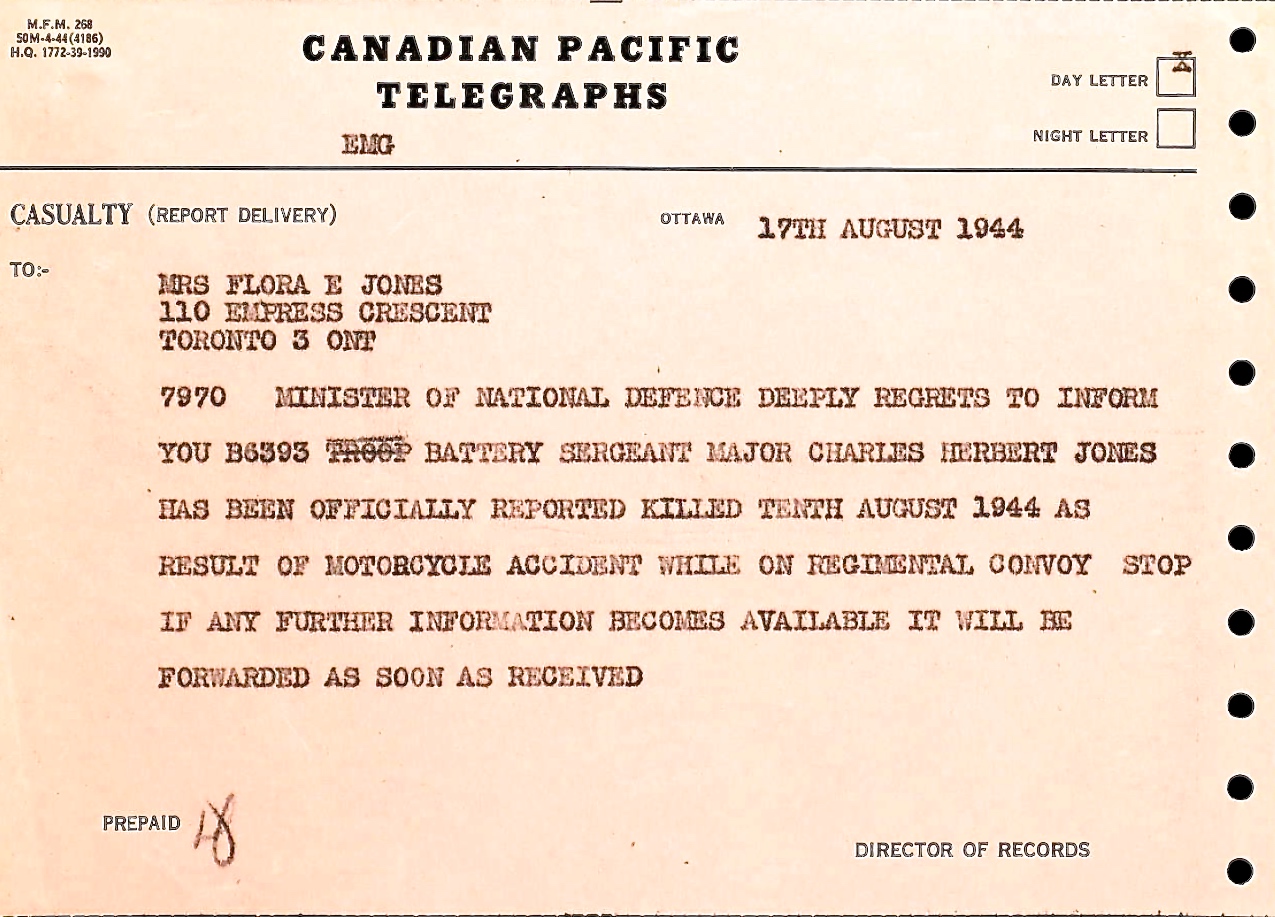 M.F.M. 268
50M-4-44(4186)
H.Q. 1772-39-1990
CANADIAN PACIFIC
TELEGRAPHS
DAY LETTER X
NIGHT LETTER
EMG
CASUALTY (REPORT DELIVERY) OTTAWA 17TH AUGUST 1944
TO:-
MRS FLORA E JONES
110 EMPRESS CRESCENT
TORONTO 3 ONT
7970 MINISTER OF NATIONAL DEFENCE DEEPLY REGRETS TO INFORM
YOU B6393 TROOP BATTERY SERGEANT MAJOR CHARLES HERBERT JONES
HAS BEEN OFFICIALLY REPORTED KILLED TENTH AUGUST 1944 AS
RESULT OF MOTORCYCLE ACCIDENT WHILE ON REGIMENTAL CONVOY STOP
IF ANY FURTHER INFORMATION BECOMES AVAILABLE IT WILL BE
FORWARDED AS SOON AS RECEIVED
PREPAID
DIRECTOR OF RECORDS